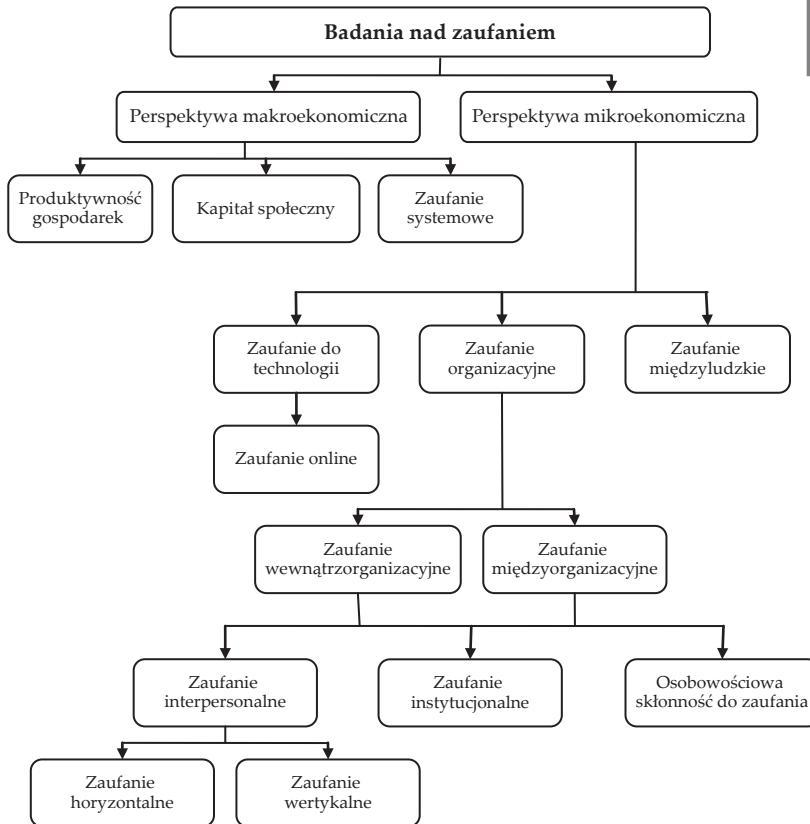 Badania nad zaufaniem
Perspektywa makroekonomiczna
Perspektywa mikroekonomiczna
Produktywność
gospodarek
Kapitał społeczny
Zaufanie
systemowe
Zaufanie do
technologii
Zaufanie
organizacyjne
Zaufanie
międzyludzkie
Zaufanie online
Zaufanie
wewnątrzorganizacyjne
Zaufanie
międzyorganizacyjne
Zaufanie
interpersonalne
Zaufanie
instytucjonalne
Osobowościowa
skłonność do zaufania
Zaufanie
horyzontalne
Zaufanie
wertykalne